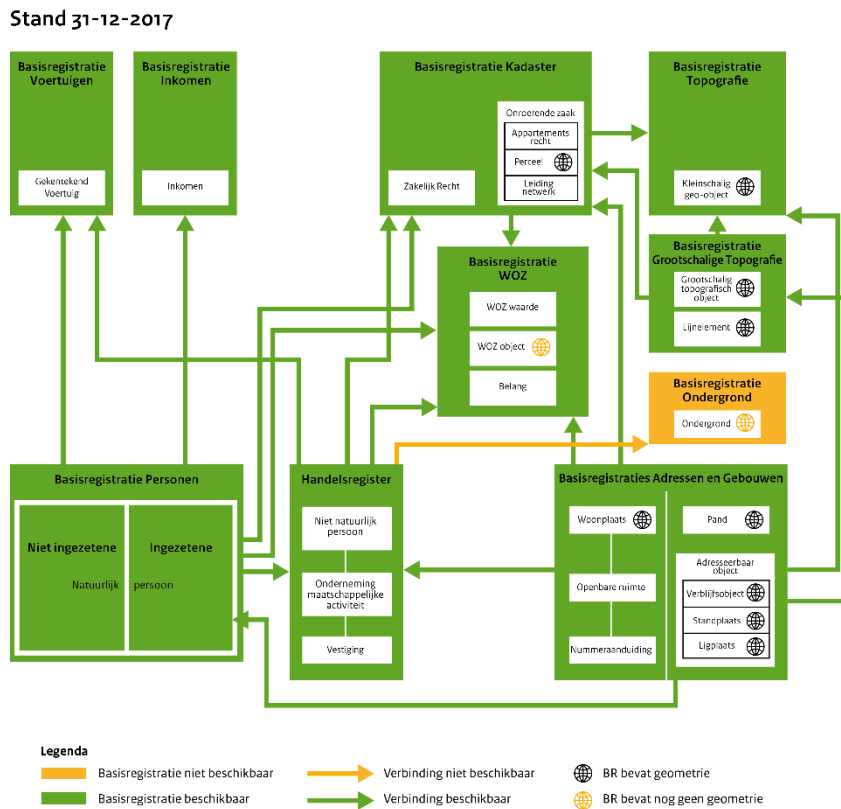 Stand 31-12-2017
Basisregistratie
Voertuigen
Gekentekend
Voertuig
Basisregistratie
Inkomen
Inkomen
Basisregistratie Kadaster
Zakelijk Recht
Onroerende zaak
Appartements
recht
Perceel
Leiding
netwerk
Basisregistratie
Topografie
Kleinschalig
geo-object
Basisregistratie
WOZ
WOZ waarde
WOZ object
Belang
Basisregistratie
Grootschalige Topografie
Grootschalig
topografisch
object
Lijnelement
Basisregistratie
Ondergrond
Ondergrond
Basisregistratie Personen
Niet ingezetene
Ingezetene
Natuurlijk persoon
Handelsregister
Niet natuurlijk
persoon
Onderneming
maatschappelijke
activiteit
Vestiging
Basisregistraties Adressen en Gebouwen
Woonplaats
Openbare ruimte
Nummeraanduiding
Pand
Adresseerbaar
object
Verblijfsobject
Standplaats
Ligplaats
Legenda
Basisregistratie niet beschikbaar
Verbinding niet beschikbaar
BR bevat geometrie
Basisregistratie beschikbaar
Verbinding beschikbaar
BR bevat nog geen geometrie